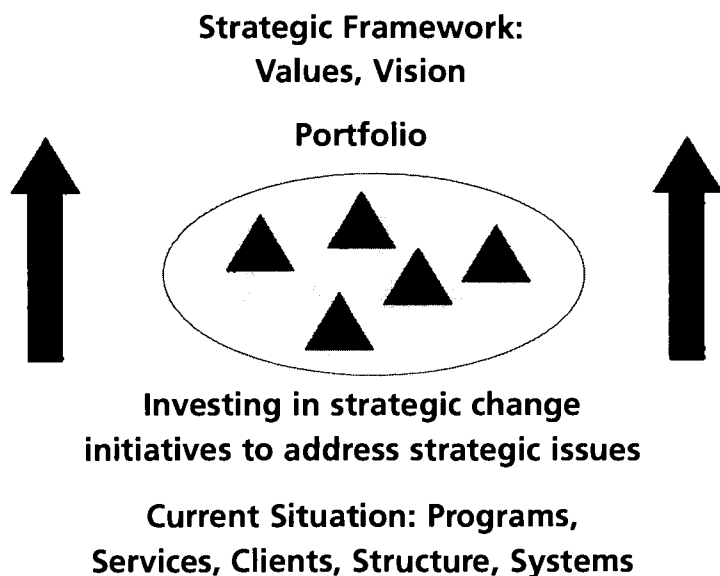 Strategic Framework:
Values, Vision
Portfolio
Investing in strategic change
initiatives to address strategic issues
Current Situation: Programs,
Services, Clients, Structure, Systems